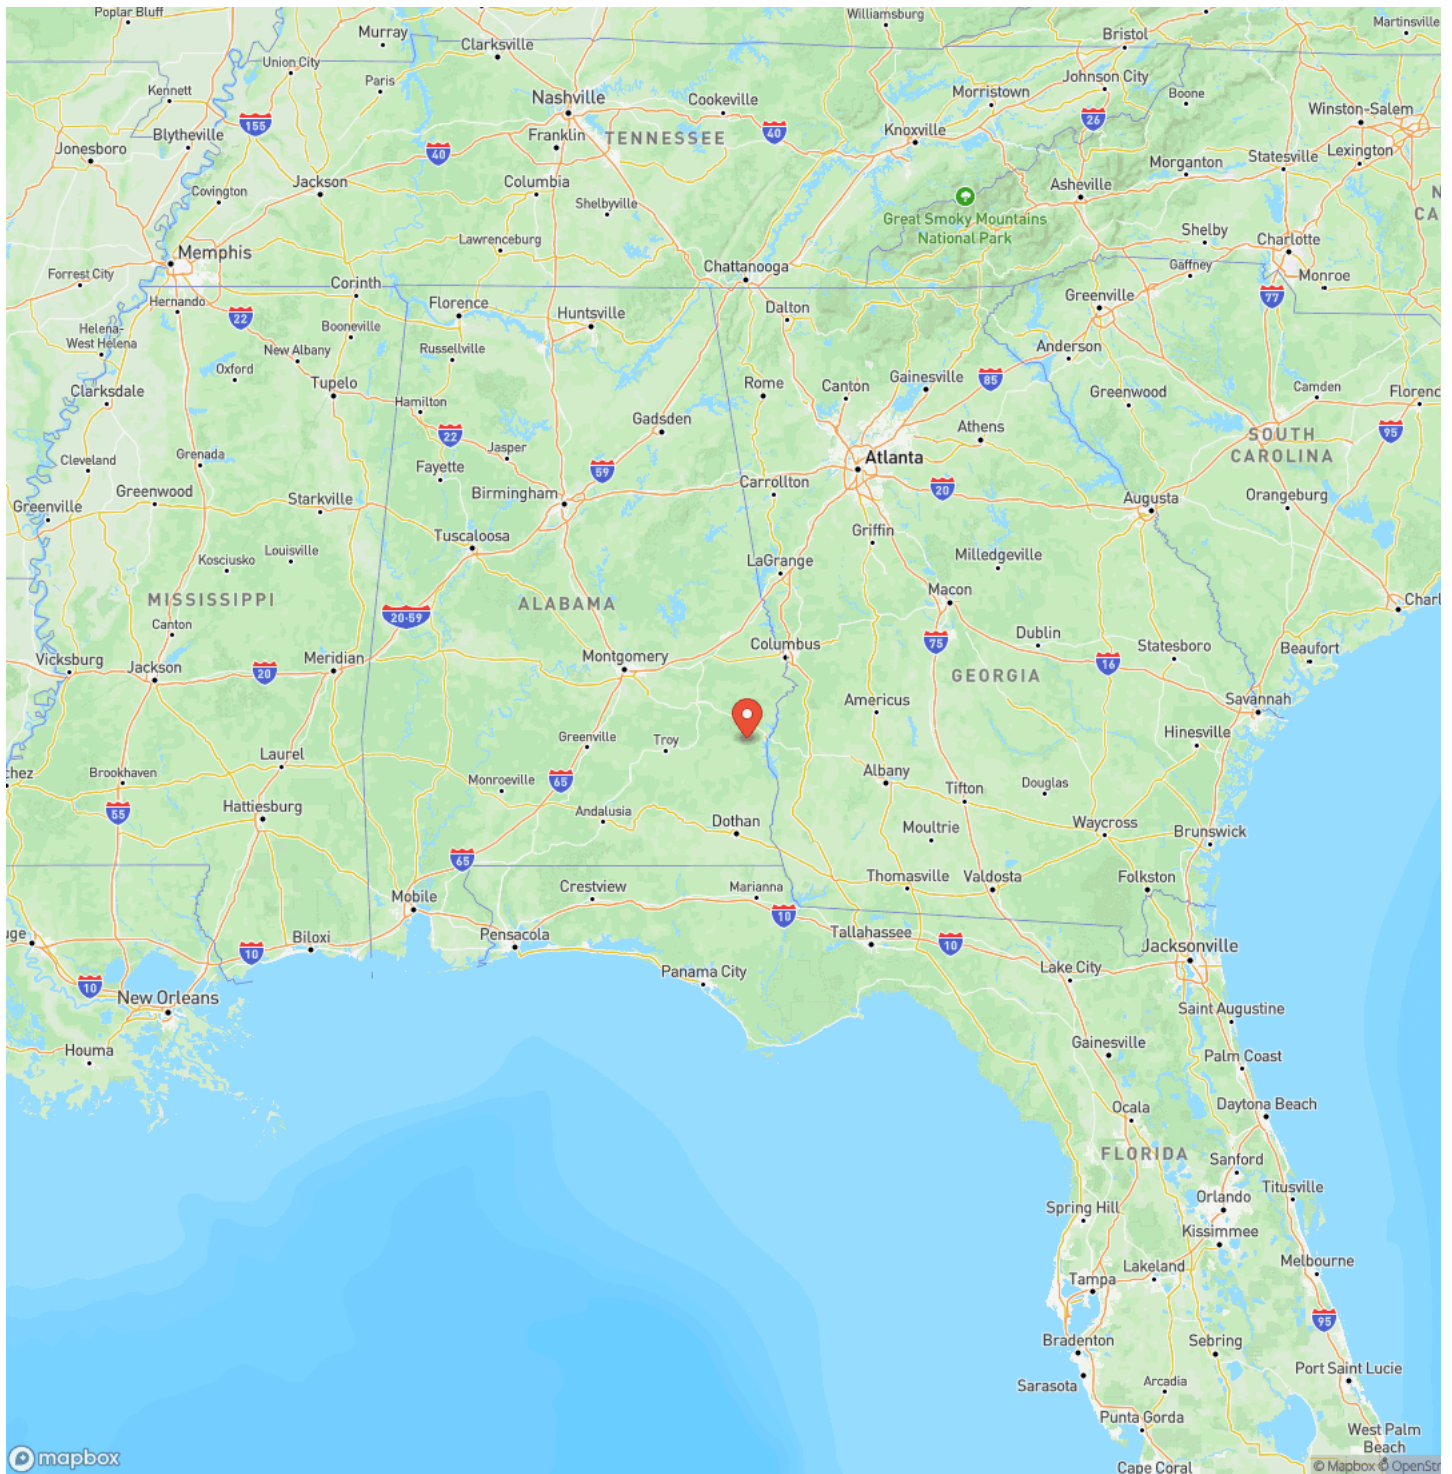 Poplar Bluff
Murray
Clarksville
Williamsburg
Bristol
Martinsville
Union City
Paris
Johnson City
Kennett
Nashville
Cookeville
Morristown
Boone
Winston-Salem
155
Blytheville
Franklin
TENNESSEE
40
Knoxville
26
Jonesboro
40
Lexington
Statesville
Morganton
Jackson
Columbia
Asheville
Covington
Shelbyville
N
CA
Great Smoky Mountains
National Park
Lawrenceburg
Shelby
Charlotte
Memphis
Chattanooga
Gaffney
Forrest City
Corinth
Monroe
Hernando
Florence
Huntsville
Dalton
Greenville
77
22
Booneville
Helena-
West Helena
New Albany
Russellville
Anderson
Oxford
Tupelo
Rome
Canton
Gainesville
85
Clarksdale
Hamilton
Greenwood
Camden
Florenc
Gadsden
22
Athens
SOUTH
CAROLINA
95
Jasper
Cleveland
Grenada
Fayette
59
Atlanta
Greenwood
Starkville
Birmingham
Carrollton
20
Augusta
Orangeburg
Greenville
Tuscaloosa
Griffin
Kosciusko
Louisville
LaGrange
Milledgeville
MISSISSIPPI
ALABAMA
Macon
Charl
20-59
Canton
Columbus
75
Dublin
Statesboro
Beaufort
Vicksburg
Jackson
20
Meridian
Montgomery
16
GEORGIA
Americus
Savannah
Greenville
Troy
Hinesville
Laurel
chez
Brookhaven
Monroeville
65
Albany
Tifton
Douglas
55
Hattiesburg
Andalusia
Dothan
Moultrie
Waycross
Brunswick
65
Mobile
Crestview
Marianna
Thomasville
Valdosta
Folkston
10
uge
Biloxi
10
Pensacola
Tallahassee
10
Jacksonville
Panama City
Lake City
10
New Orleans
Saint Augustine
Houma
Gainesville
Palm Coast
Ocala
Daytona Beach
FLORIDA
Sanford
Titusville
Spring Hill
Orlando
Kissimmee
Lakeland
Melbourne
Tampa
95
Bradenton
Sebring
Sarasota
Arcadia
Port Saint Lucie
Punta Gorda
West Palm
Beach
mapbox
Cape Coral
© Mapbox © OpenStr